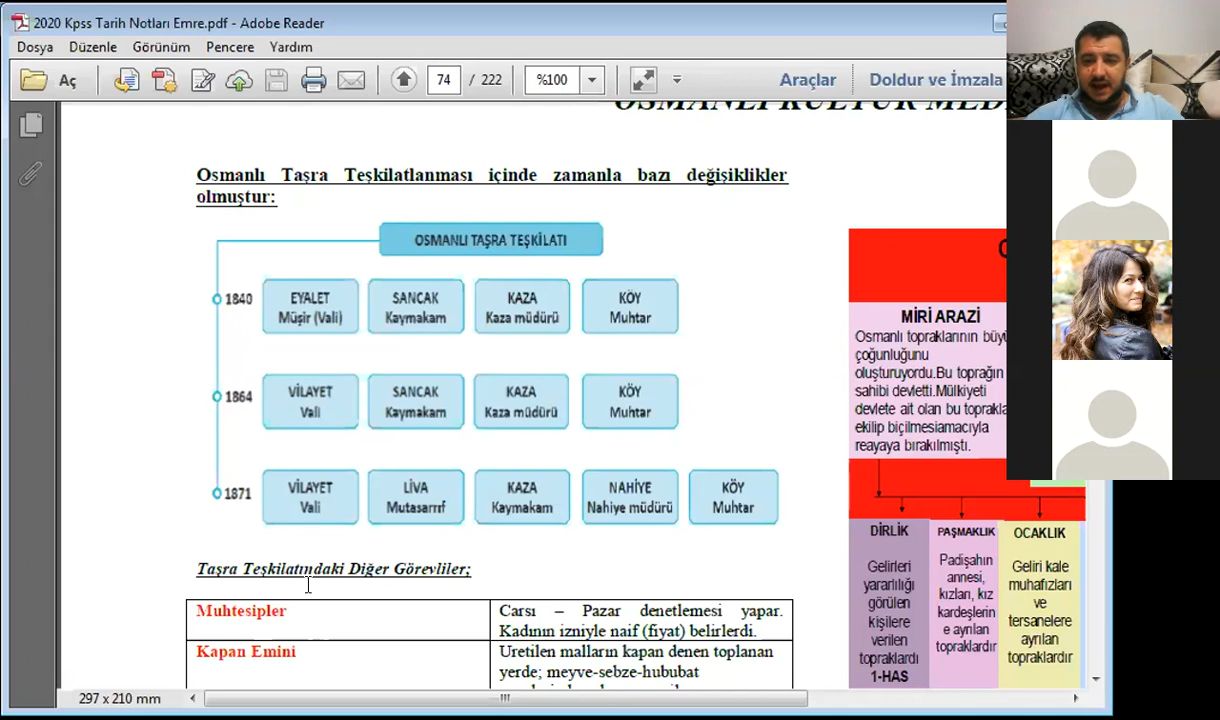 2020 Kpss Tarih Notları Emre.pdf - Adobe Reader
Dosya Düzenle Görünüm Pencere Yardım
Aç
74 / 222
%100
Araçlar
Doldur ve İmzala
OSMANLI KÜLTÜR MED
Osmanlı Taşra Teşkilatlanması içinde zamanla bazı değişiklikler
olmuştur:
OSMANLI TAŞRA TEŞKİLATI
1840
EYALET
Müşir (Vali)
SANCAK
Kaymakam
KAZA
Kaza müdürü
KÖY
Muhtar
1864
VİLAYET
Vali
SANCAK
Kaymakam
KAZA
Kaza müdürü
KÖY
Muhtar
1871
VİLAYET
Vali
LİVA
Mutasarrıf
KAZA
Kaymakam
NAHİYE
Nahiye müdürü
KÖY
Muhtar
Taşra Teşkilatındaki Diğer Görevliler;
Muhtesipler
Carsı – Pazar denetlemesi yapar.
Kadının izniyle naif (fiyat) belirlerdi.
Kapan Emini
Uretilen malların kapan denen toplanan
yerde; meyve-sebze-hububat
MİRİ ARAZİ
Osmanlı topraklarının büyü
çoğunluğunu
oluşturuyordu.Bu toprağın
sahibi devletti.Mülkiyeti
devlete ait olan bu toprakla
ekilip biçilmesiamacıyla
reayaya bırakılmıştı.
DİRLİK
Gelirleri
yararlılığı
görülen
kişilere
verilen
topraklardı
1-HAS
PAŞMAKLIK
Padişahın
annesi,
kızları, kız
kardeşlerin
e ayrılan
topraklardır
OCAKLIK
Geliri kale
muhafızları
ve
tersanelere
ayrılan
topraklardır
297 x 210 mm